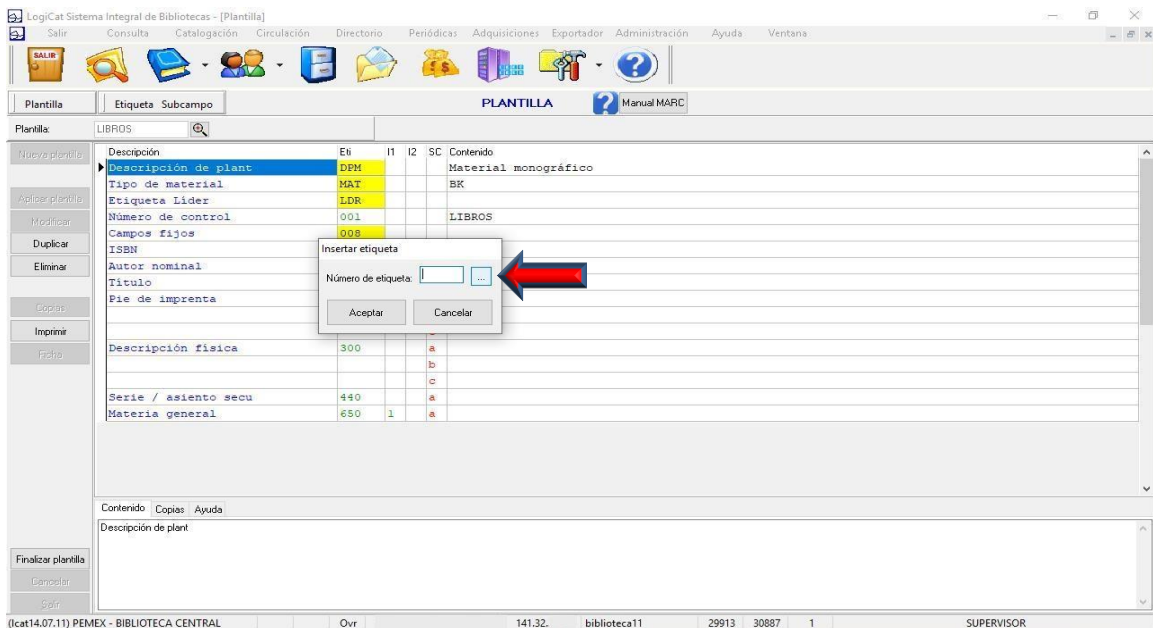 LogiCat Sistema Integral de Bibliotecas - [Plantilla]
Salir Consulta Catalogación Circulación Directorio Periódicas Adquisiciones Exportador Administración Ayuda Ventana
SALIR
Plantilla Etiqueta Subcampo PLANTILLA Manual MARC
Plantilla: LIBROS
Nueva plantilla
Aplicar plantilla
Modificar
Duplicar
Eliminar
Copias
Imprimir
Ficha
Descripción Eti I1 I2 SC Contenido
Descripción de plant DPM Material monográfico
Tipo de material MAT BK
Etiqueta Líder LDR
Número de control 001 LIBROS
Campos fijos 008
ISBN
Autor nominal
Título
Pie de imprenta
Descripción física 300 a
b
c
Serie / asiento secu 440 a
Materia general 650 1 a
Insertar etiqueta
Número de etiqueta: ...
Aceptar Cancelar
Contenido Copias Ayuda
Descripción de plant
Finalizar plantilla
Cancelar
Salir
(lcat14.07.11) PEMEX - BIBLIOTECA CENTRAL Ovr 141.32. biblioteca11 29913 30887 1 SUPERVISOR